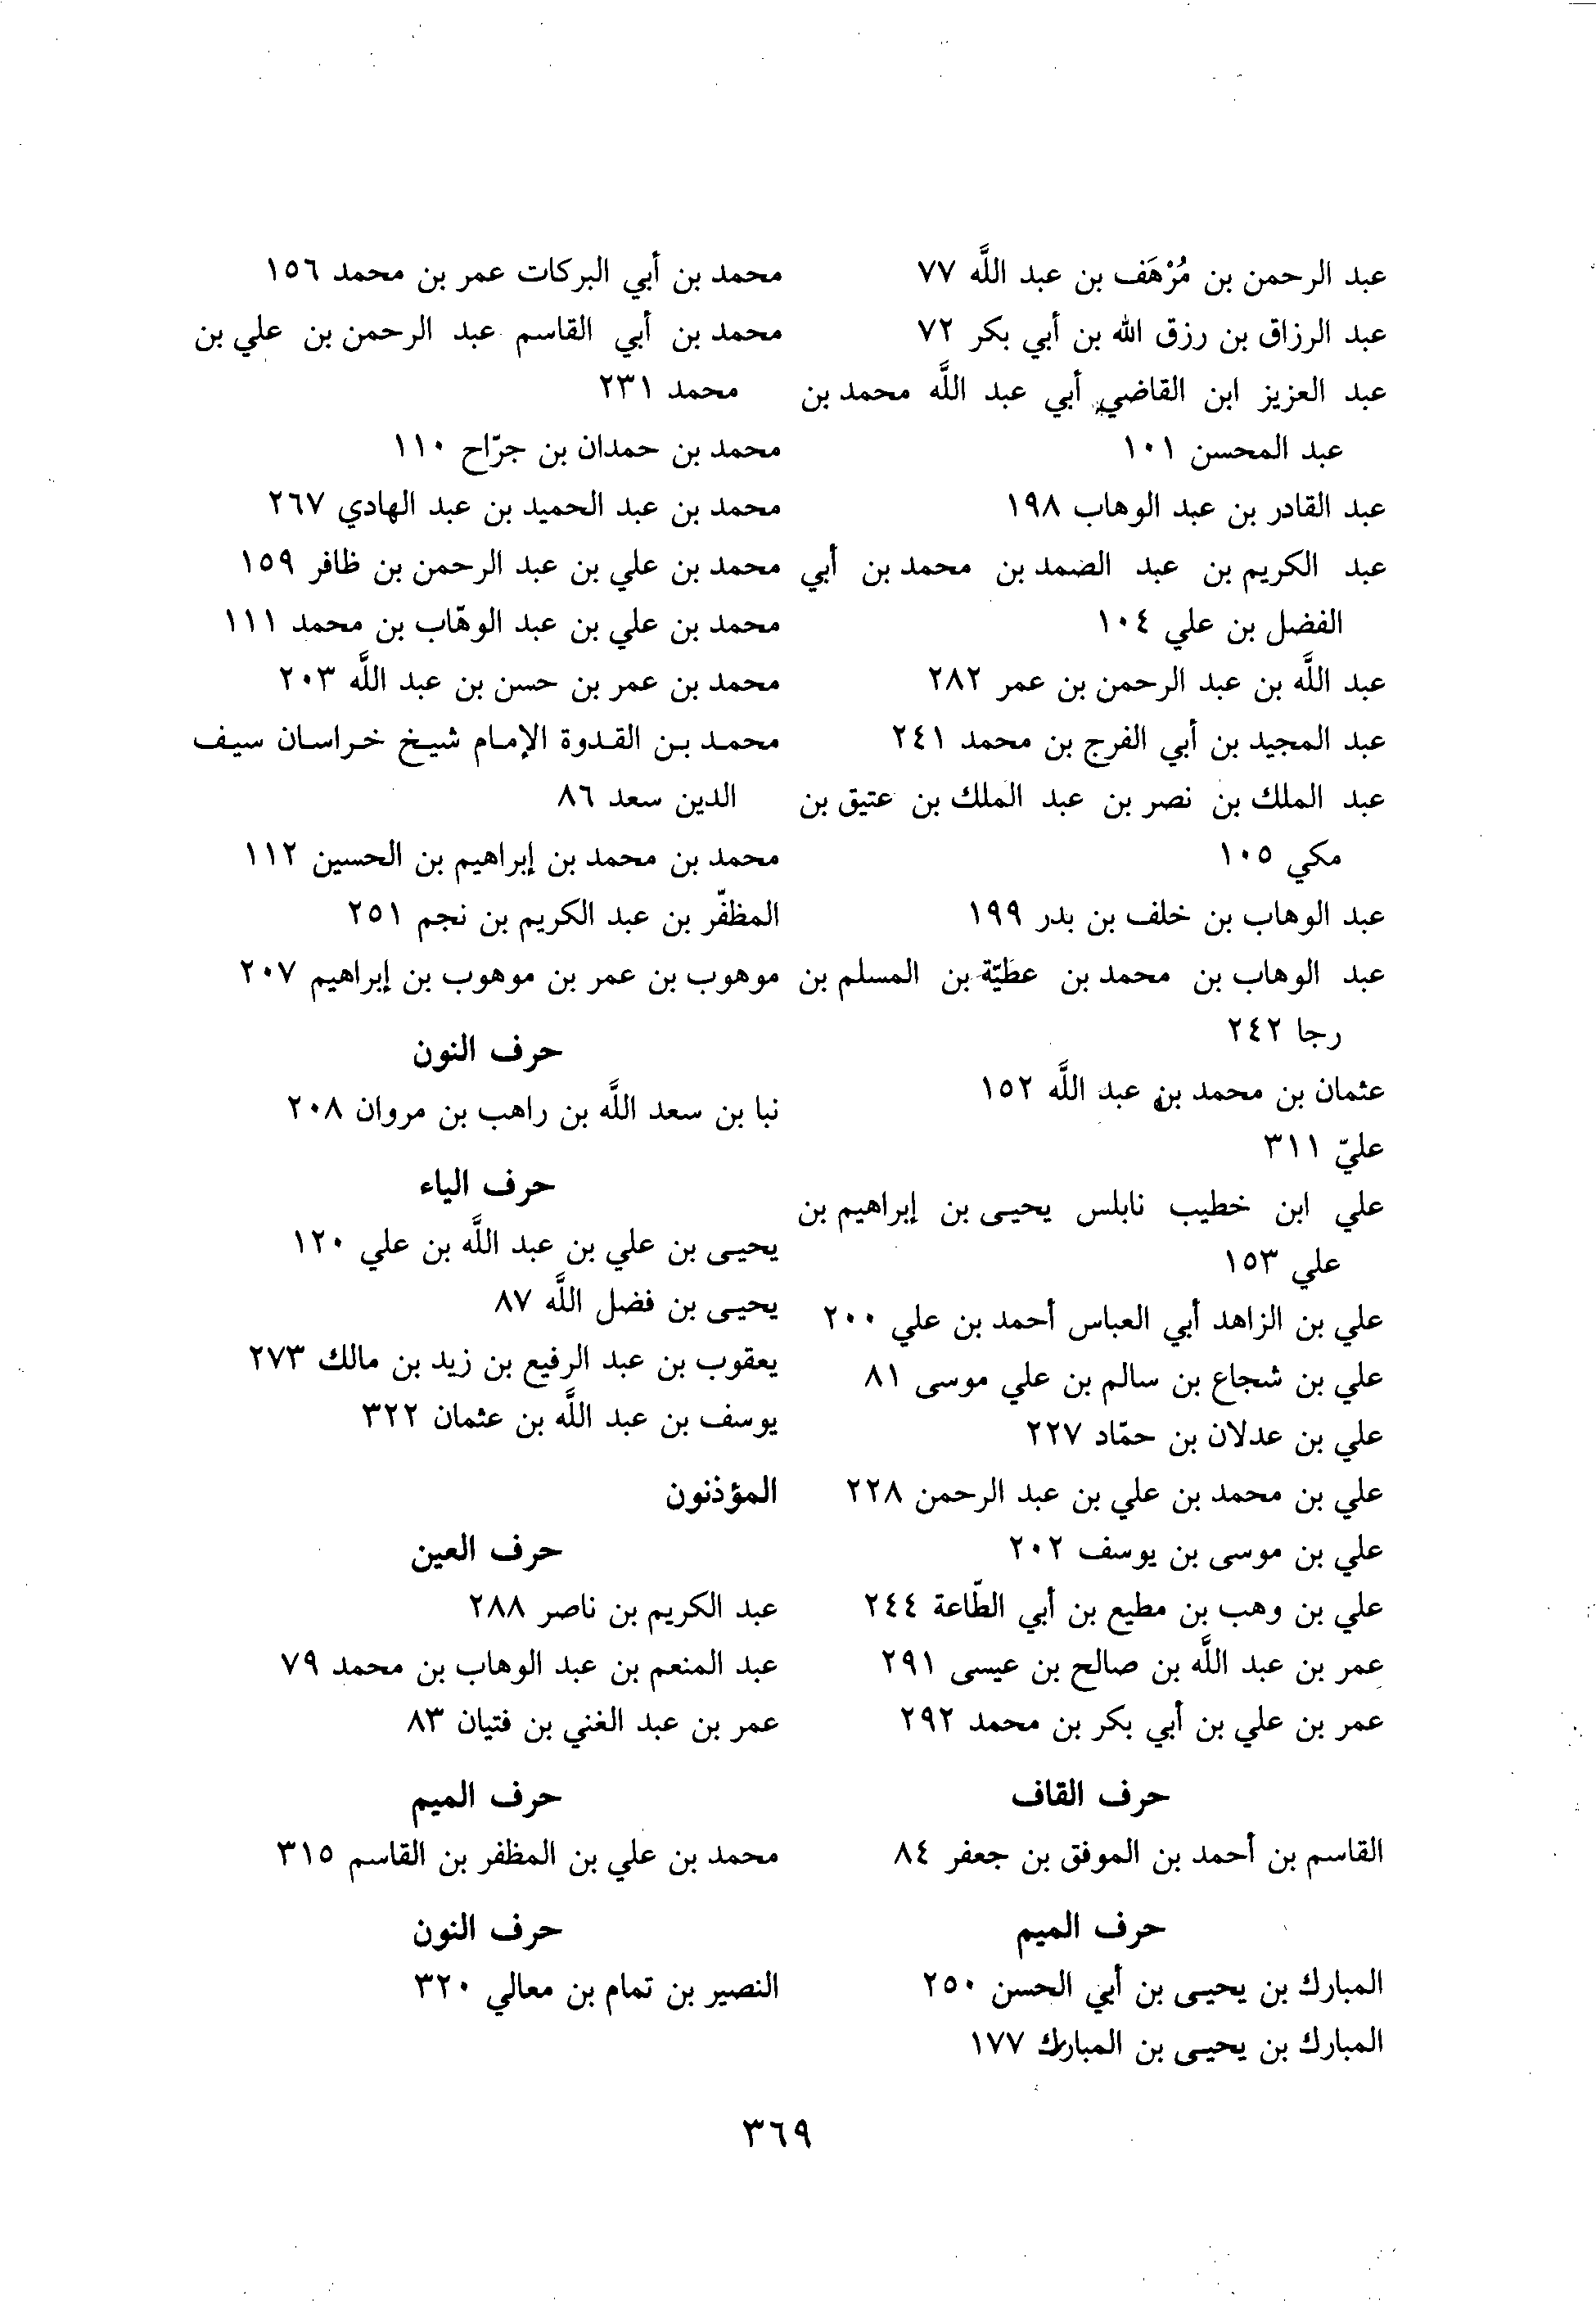 عبد الرحمن بن مُرْهَف بن عبد اللَّه ٧٧
عبد الرزاق بن رزق الله بن أبي بكر ٧٢
عبد العزيز ابن القاضي أبي عبد اللَّه محمد بن
عبد المحسن ١٠١
عبد القادر بن عبد الوهاب ١٩٨
عبد الكريم بن عبد الصمد بن محمد بن أبي
الفضل بن علي ١٠٤
عبد اللَّه بن عبد الرحمن بن عمر ٢٨٢
عبد المجيد بن أبي الفرج بن محمد ٢٤١
عبد الملك بن نصر بن عبد الملك بن عتيق بن
مكي ١٠٥
عبد الوهاب بن خلف بن بدر ١٩٩
عبد الوهاب بن محمد بن عطيّة بن المسلم بن
رجا ٢٤٢
عثمان بن محمد بن عبد اللَّه ١٥٢
عليّ ٣١١
علي ابن خطيب نابلس يحيى بن إبراهيم بن
علي ١٥٣
علي بن الزاهد أبي العباس أحمد بن علي ٢٠٠
علي بن شجاع بن سالم بن علي موسى ٨١
علي بن عدلان بن حمّاد ٢٢٧
علي بن محمد بن علي بن عبد الرحمن ٢٢٨
علي بن موسى بن يوسف ٢٠٢
علي بن وهب بن مطيع بن أبي الطّاعة ٢٤٤
عمر بن عبد اللَّه بن صالح بن عيسى ٢٩١
عمر بن علي بن أبي بكر بن محمد ٢٩٢
حرف القاف
القاسم بن أحمد بن الموفق بن جعفر ٨٤
حرف الميم
المبارك بن يحيى بن أبي الحسن ٢٥٠
المبارك بن يحيى بن المبارك ١٧٧
محمد بن أبي البركات عمر بن محمد ١٥٦
محمد بن أبي القاسم عبد الرحمن بن علي بن
محمد ٢٣١
محمد بن حمدان بن جرّاح ١١٠
محمد بن عبد الحميد بن عبد الهادي ٢٦٧
محمد بن علي بن عبد الرحمن بن ظافر ١٥٩
محمد بن علي بن عبد الوهّاب بن محمد ١١١
محمد بن عمر بن حسن بن عبد اللَّه ٢٠٣
محمد بن القدوة الإمام شيخ خراسان سيف
الدين سعد ٨٦
محمد بن محمد بن إبراهيم بن الحسين ١١٢
المظفّر بن عبد الكريم بن نجم ٢٥١
موهوب بن عمر بن موهوب بن إبراهيم ٢٠٧
حرف النون
نبا بن سعد اللَّه بن راهب بن مروان ٢٠٨
حرف الياء
يحيى بن علي بن عبد اللَّه بن علي ١٢٠
يحيى بن فضل اللَّه ٨٧
يعقوب بن عبد الرفيع بن زيد بن مالك ٢٧٣
يوسف بن عبد اللَّه بن عثمان ٣٢٢
المؤذنون
حرف العين
عبد الكريم بن ناصر ٢٨٨
عبد المنعم بن عبد الوهاب بن محمد ٧٩
عمر بن عبد الغني بن فتيان ٨٣
حرف الميم
محمد بن علي بن المظفر بن القاسم ٣١٥
حرف النون
النصير بن تمام بن معالي ٣٢٠
٣٦٩